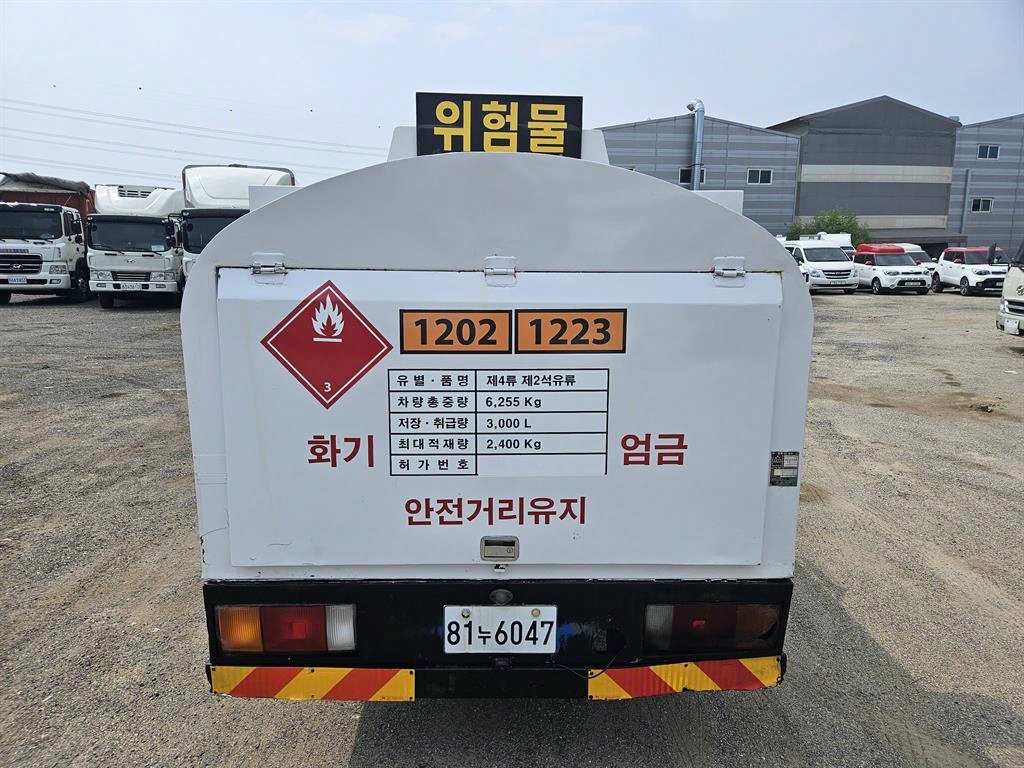 위험물
1202 1223
3
유별·품명 제4류 제2석유류
차량총중량 6,255 Kg
저장·취급량 3,000 L
최대적재량 2,400 Kg
허가번호
화기 엄금
안전거리유지
81누6047